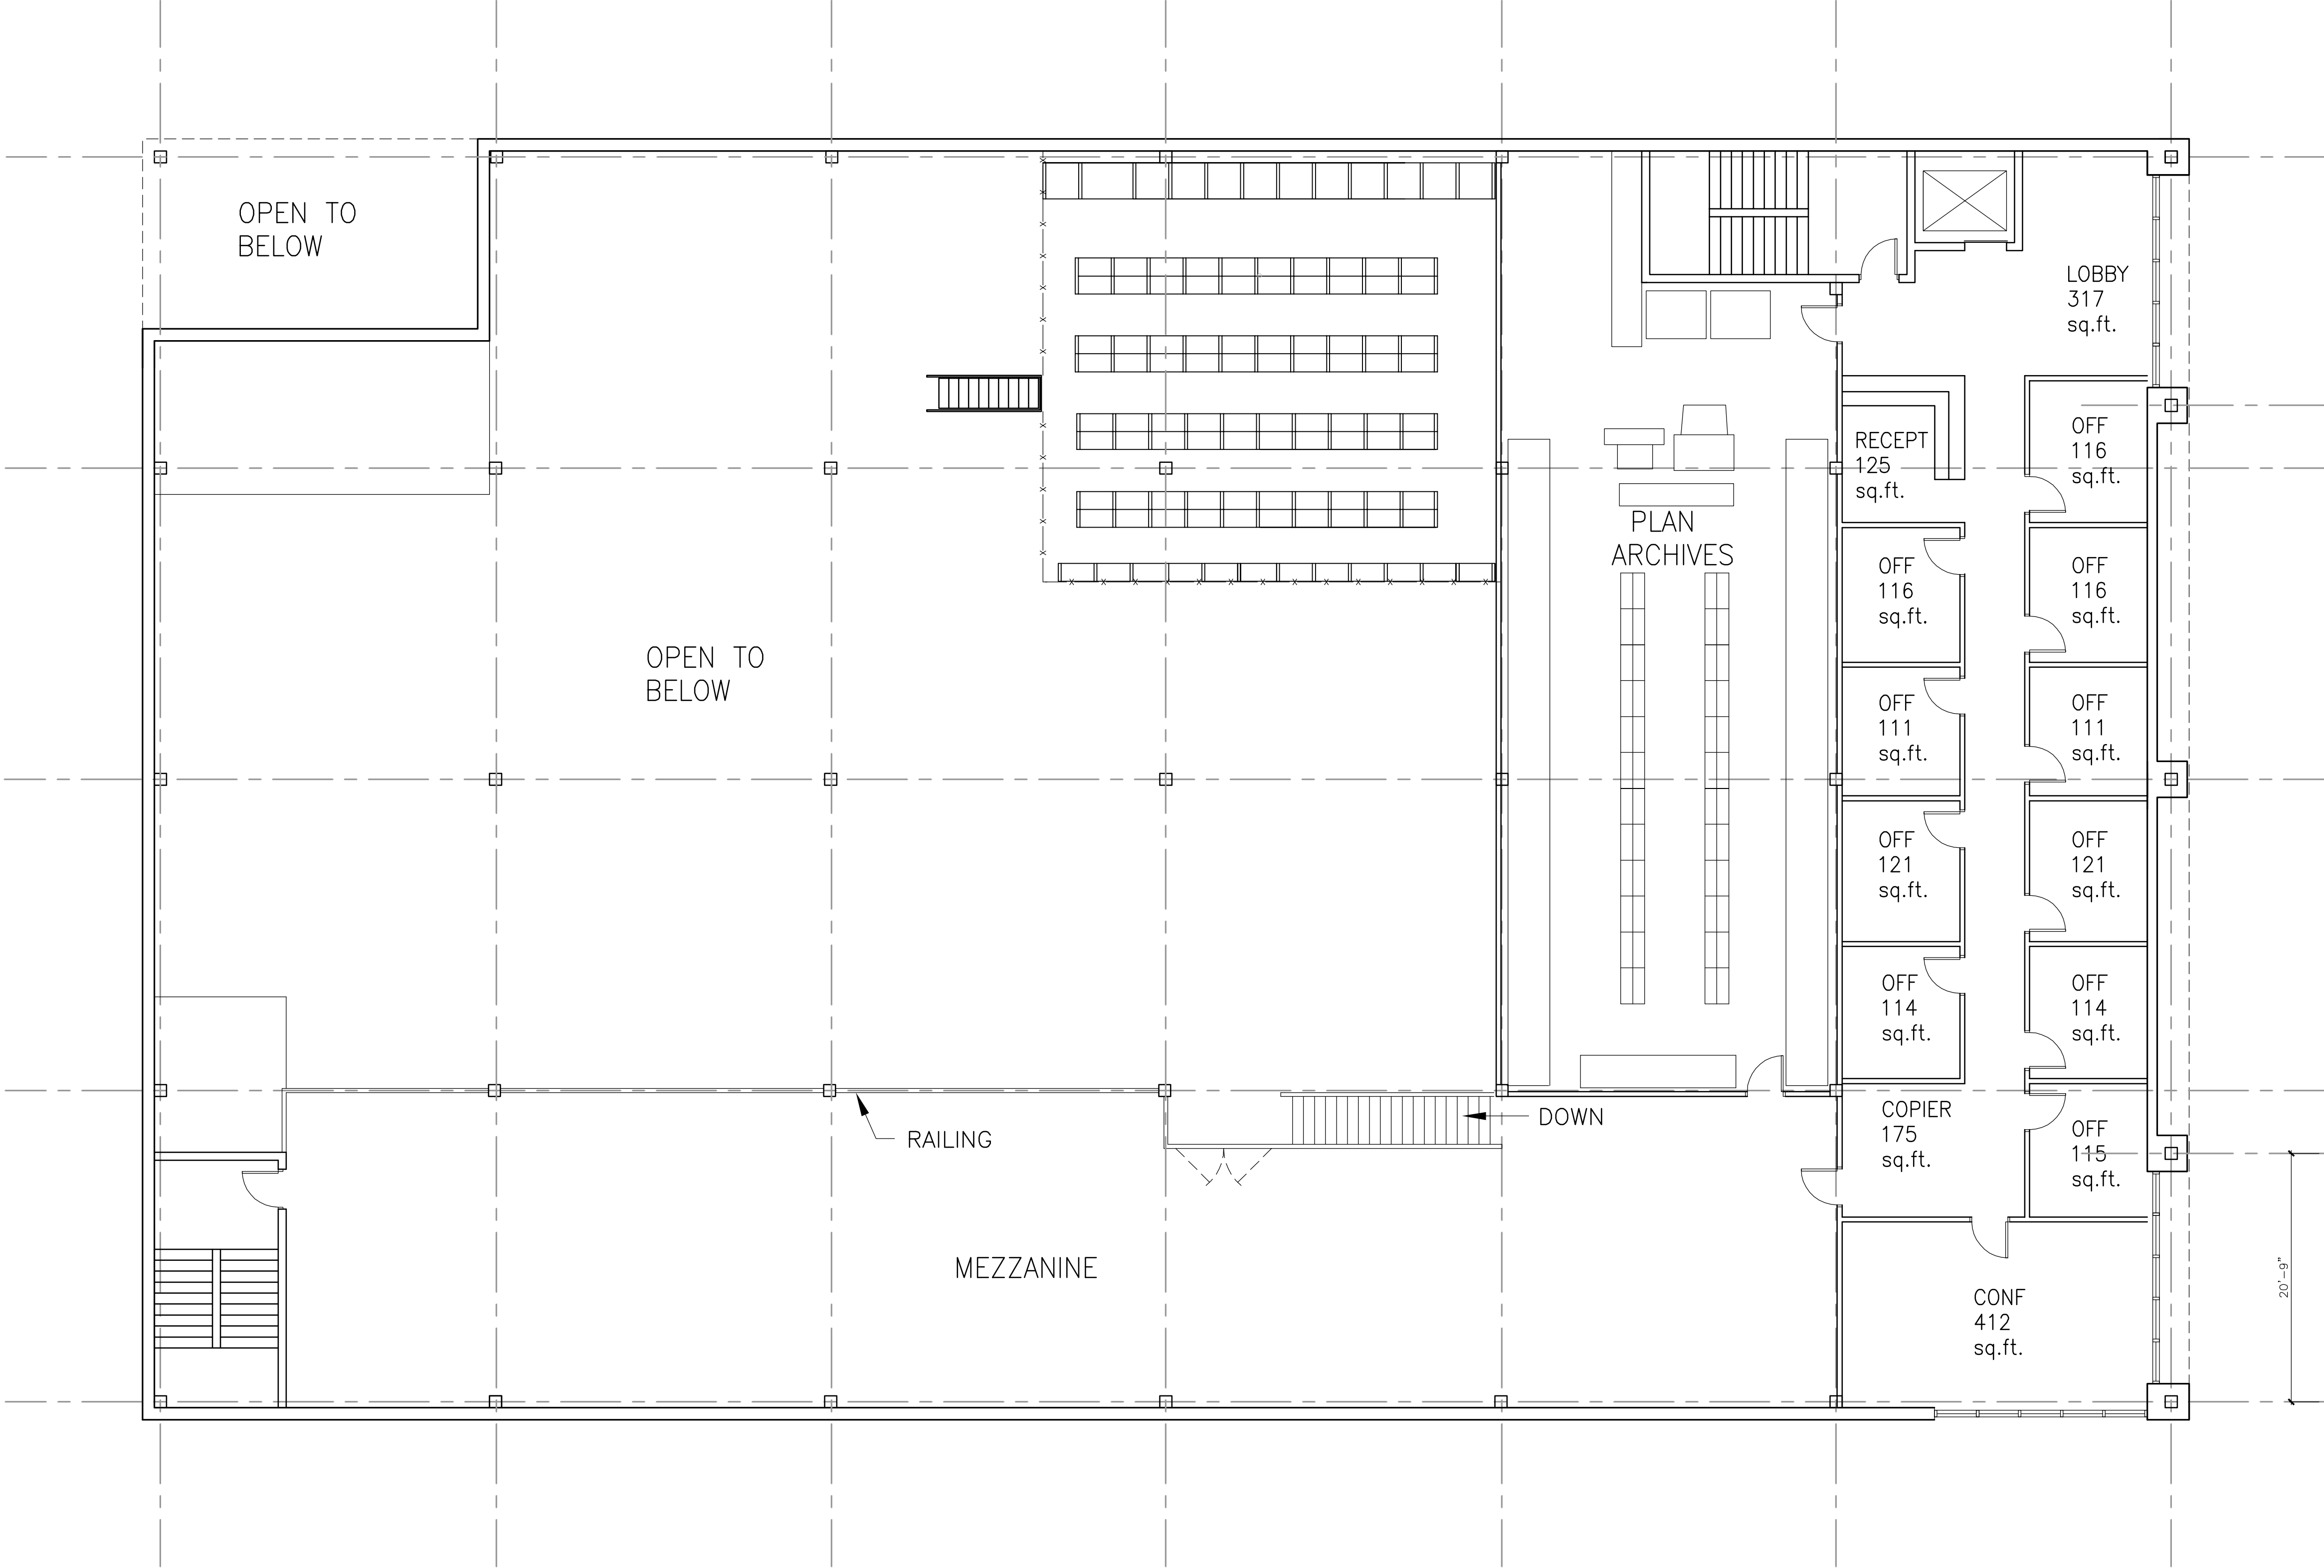 OPEN TO
BELOW
LOBBY
317
sq.ft.
RECEPT
125
sq.ft.
OFF
116
sq.ft.
PLAN
ARCHIVES
OFF
116
sq.ft.
OFF
116
sq.ft.
OPEN TO
BELOW
OFF
111
sq.ft.
OFF
111
sq.ft.
OFF
121
sq.ft.
OFF
121
sq.ft.
OFF
114
sq.ft.
OFF
114
sq.ft.
RAILING
DOWN
COPIER
175
sq.ft.
OFF
115
sq.ft.
MEZZANINE
CONF
412
sq.ft.
20'-9"